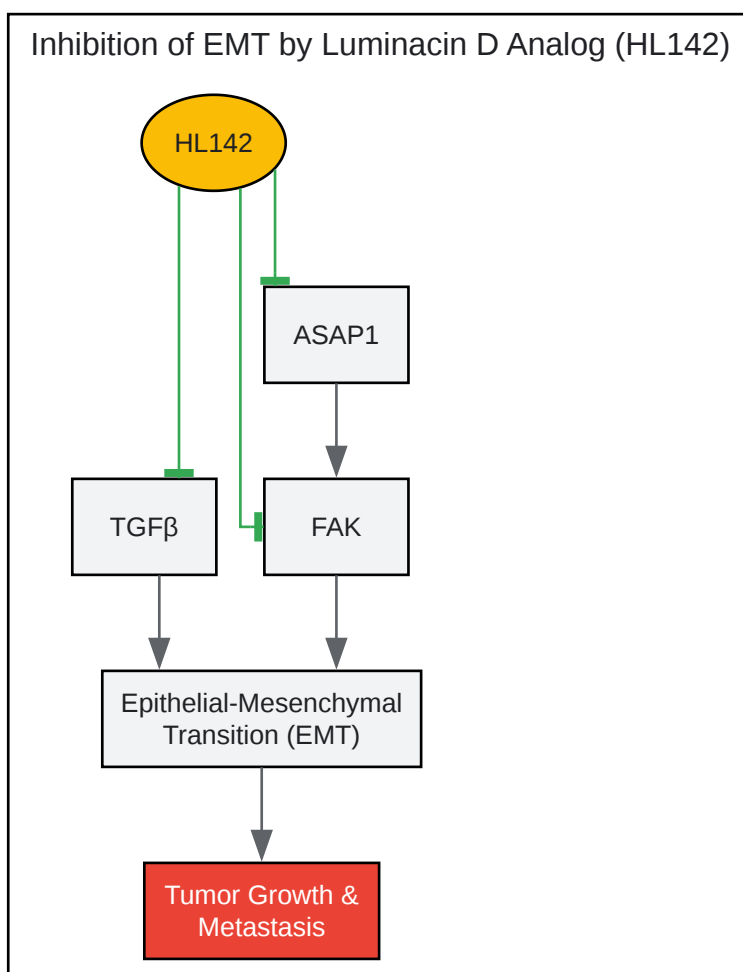 Inhibition of EMT by Luminacin D Analog (HL142)
HL142
ASAP1
TGFβ
FAK
Epithelial-Mesenchymal
Transition (EMT)
Tumor Growth &
Metastasis